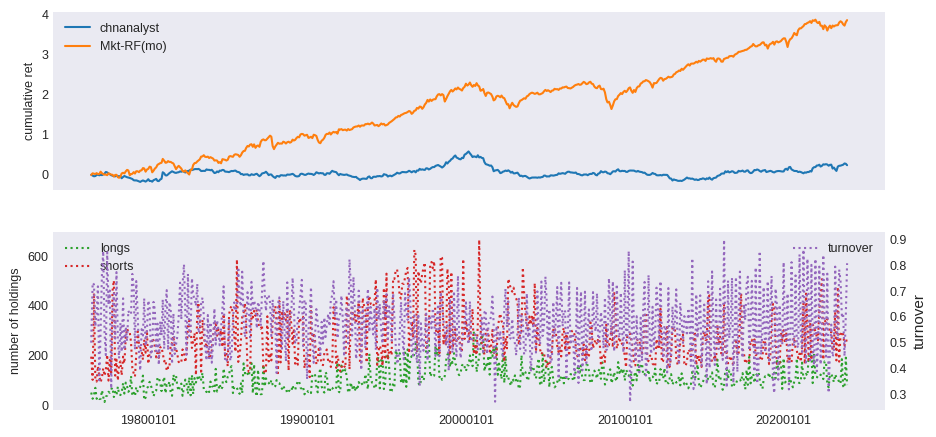 4
3
2
1
0
cumulative ret
chnanalyst
Mkt-RF(mo)
600
400
200
0
number of holdings
longs
shorts
turnover
0.9
0.8
0.7
0.6
0.5
0.4
0.3
turnover
19800101
19900101
20000101
20100101
20200101